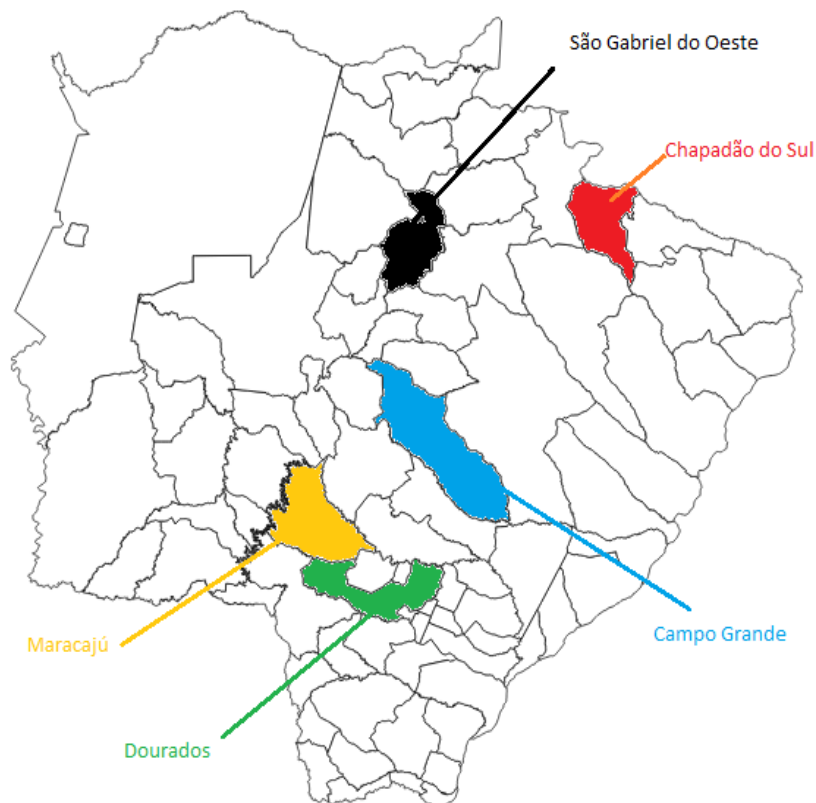 São Gabriel do Oeste
Chapadão do Sul
Campo Grande
Maracajú
Dourados